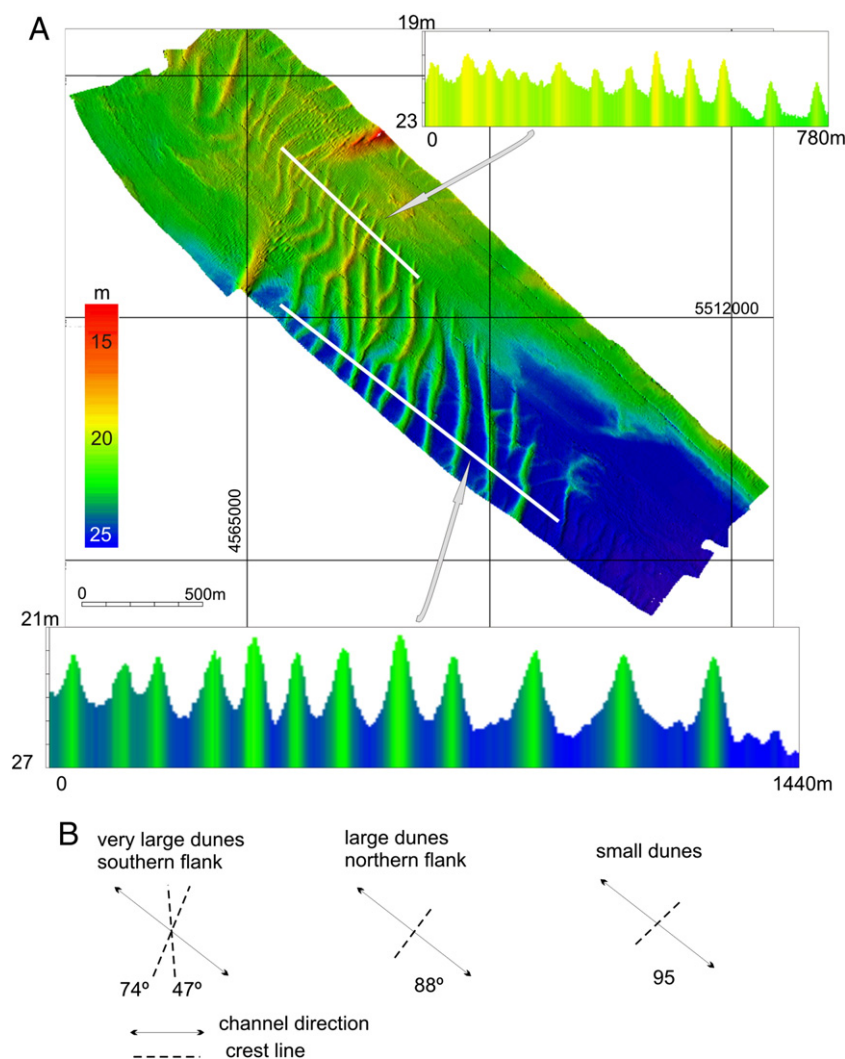 A
19m
23
0
780m
m
15
20
25
5512000
4565000
0
500m
21m
27
0
1440m
B
very large dunes
southern flank
large dunes
northern flank
small dunes
74º
47º
88º
95
channel direction
crest line